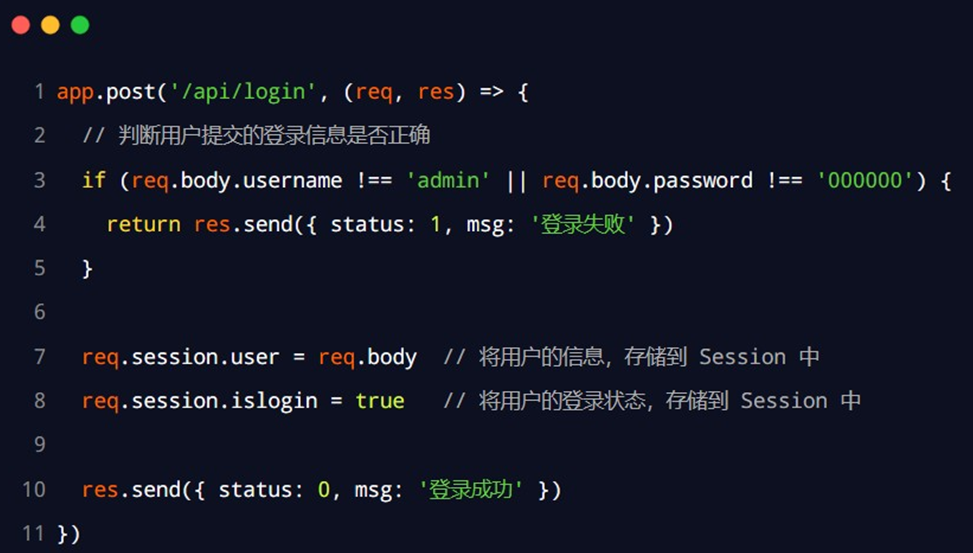 1 app.post('/api/login', (req, res) => {
2 // 判断用户提交的登录信息是否正确
3 if (req.body.username !== 'admin' || req.body.password !== '000000') {
4 return res.send({ status: 1, msg: '登录失败' })
5 }
6
7 req.session.user = req.body // 将用户的信息，存储到 Session 中
8 req.session.islogin = true // 将用户的登录状态，存储到 Session 中
9
10 res.send({ status: 0, msg: '登录成功' })
11 })